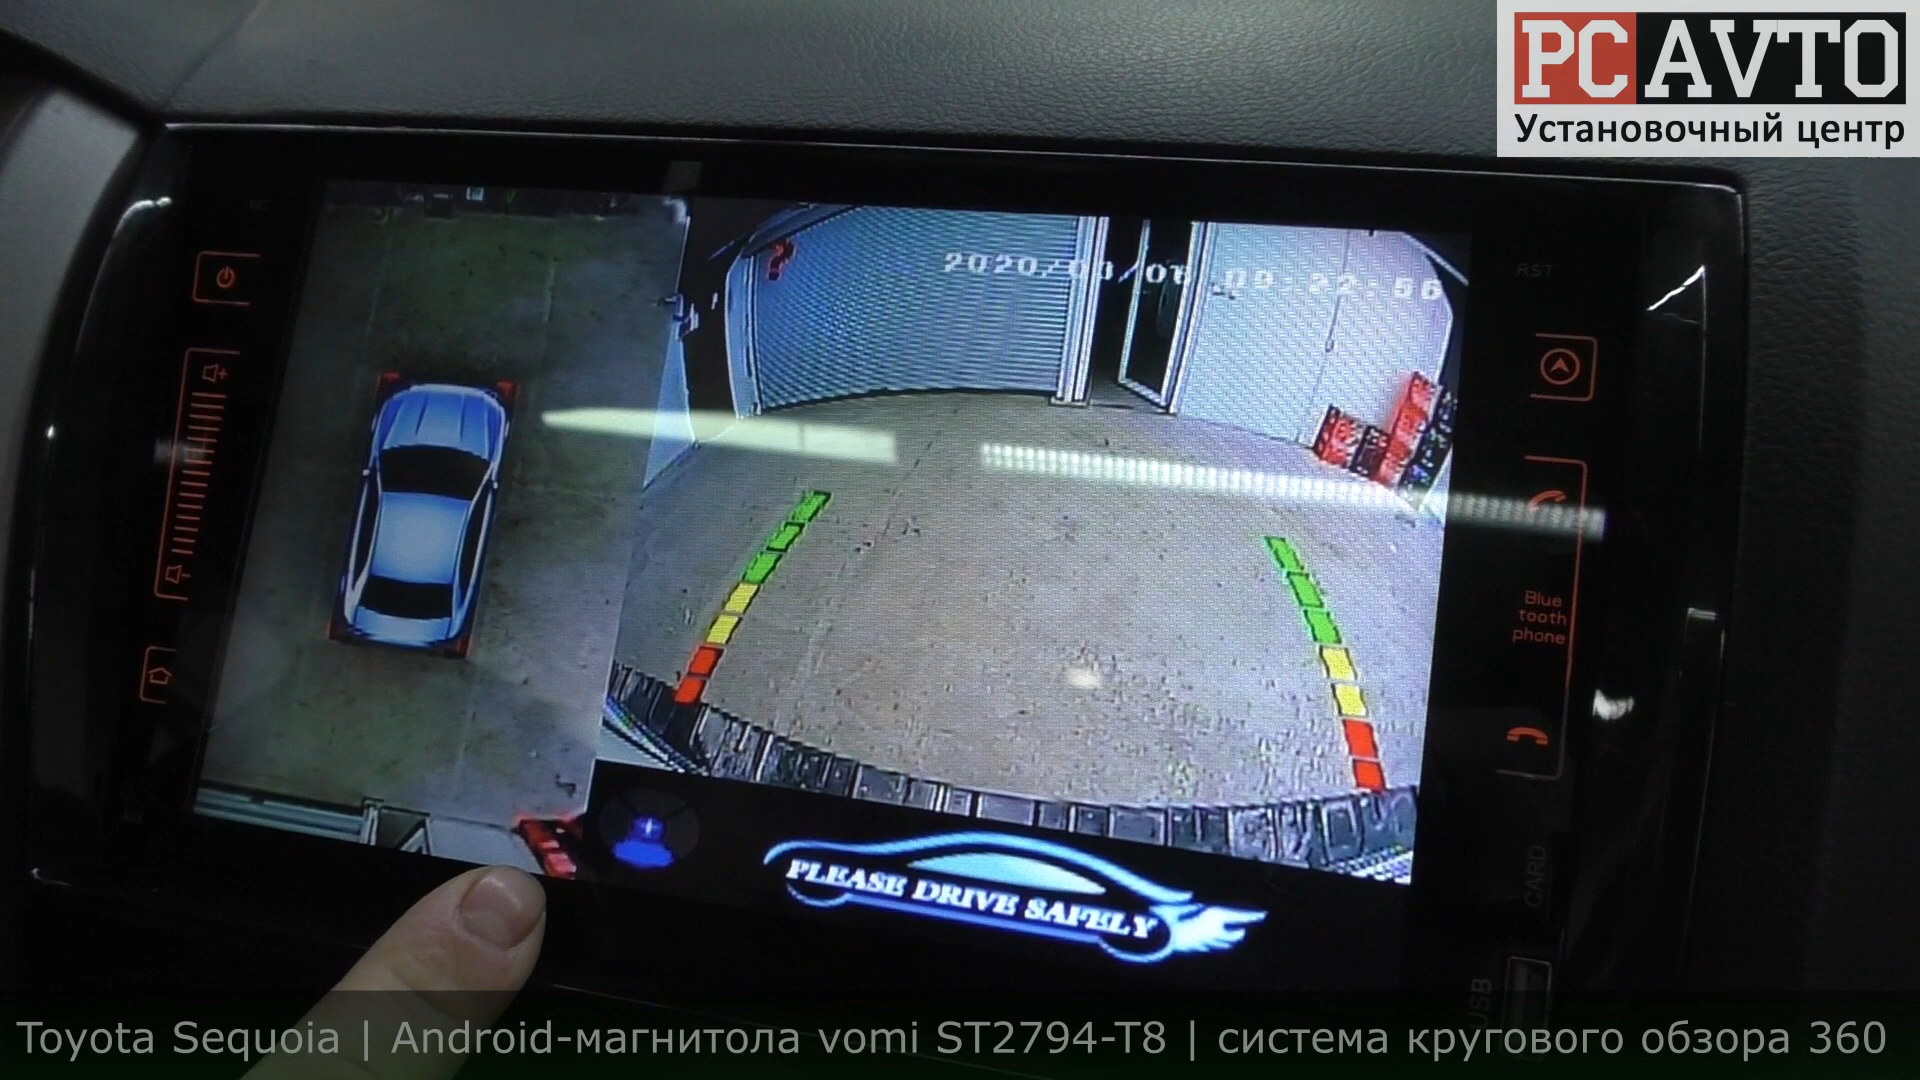 PC AVTO
Установочный центр
RST
Blue
tooth
phone
PLEASE DRIVE SAFELY
CARD
USB
Toyota Sequoia | Android-магнитола vomi ST2794-T8 | система кругового обзора 360